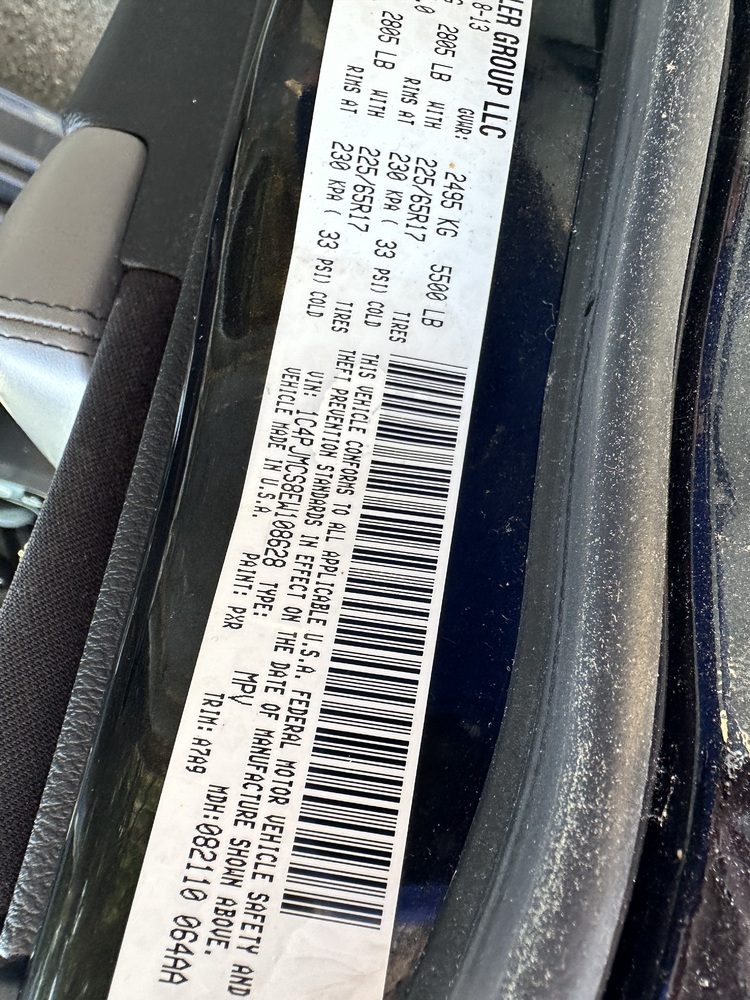 LER GROUP LLC
8-13 GVWR: 2495 KG 5500 LB
2805 LB WITH 225/65R17 TIRES
RIMS AT 230 KPA ( 33 PSI) COLD
2805 LB WITH 225/65R17 TIRES
RIMS AT 230 KPA ( 33 PSI) COLD
THIS VEHICLE CONFORMS TO ALL APPLICABLE U.S.A. FEDERAL MOTOR VEHICLE SAFETY AND
THEFT PREVENTION STANDARDS IN EFFECT ON THE DATE OF MANUFACTURE SHOWN ABOVE.
VIN: 1C4PJMCS8EW108628 TYPE: MPV MDH:082110 064AA
VEHICLE MADE IN U.S.A. PAINT: PXR TRIM: A7A9